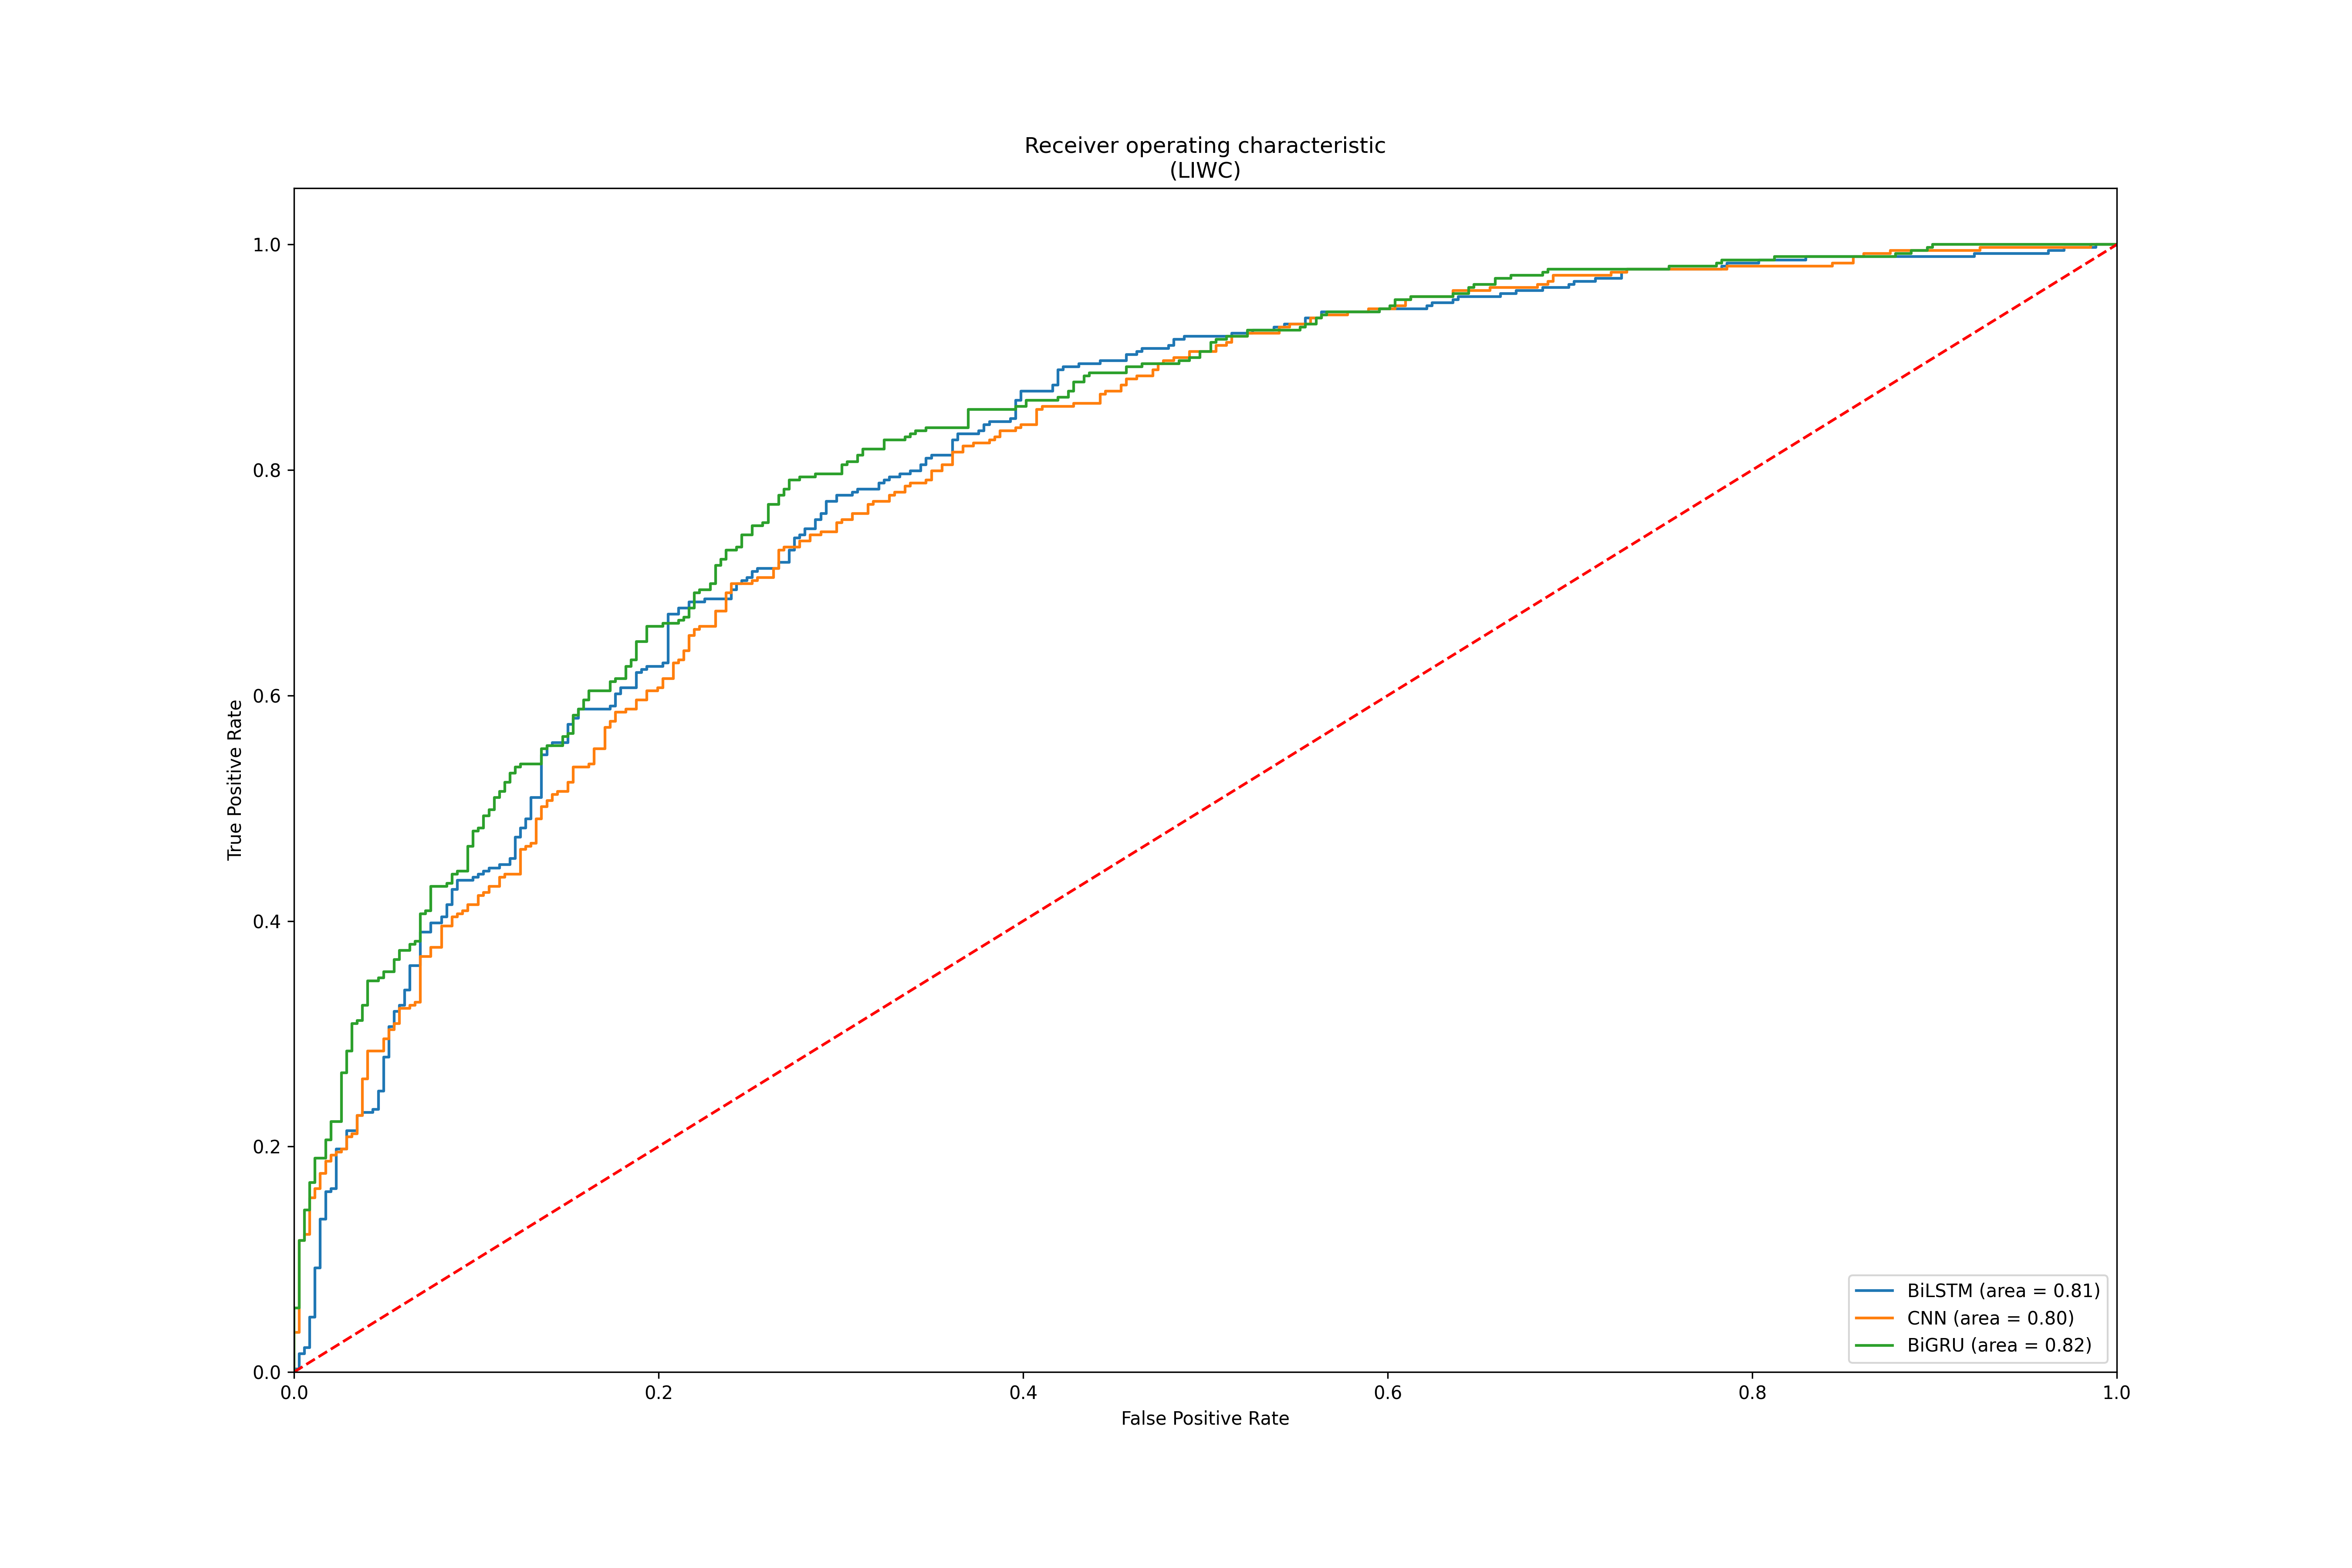 Receiver operating characteristic
(LIWC)
1.0
0.8
0.6
0.4
0.2
0.0
True Positive Rate
0.0 0.2 0.4 0.6 0.8 1.0
False Positive Rate
BiLSTM (area = 0.81)
CNN (area = 0.80)
BiGRU (area = 0.82)